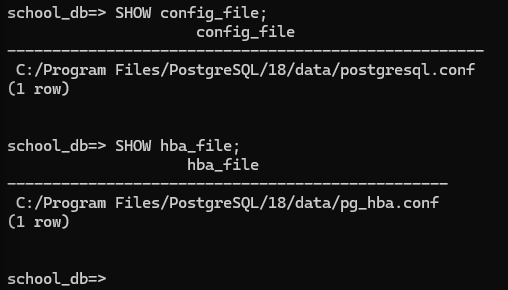 school_db=> SHOW config_file;
config_file
--------------------------------------------------
C:/Program Files/PostgreSQL/18/data/postgresql.conf
(1 row)
school_db=> SHOW hba_file;
hba_file
-----------------------------------------------
C:/Program Files/PostgreSQL/18/data/pg_hba.conf
(1 row)
school_db=>